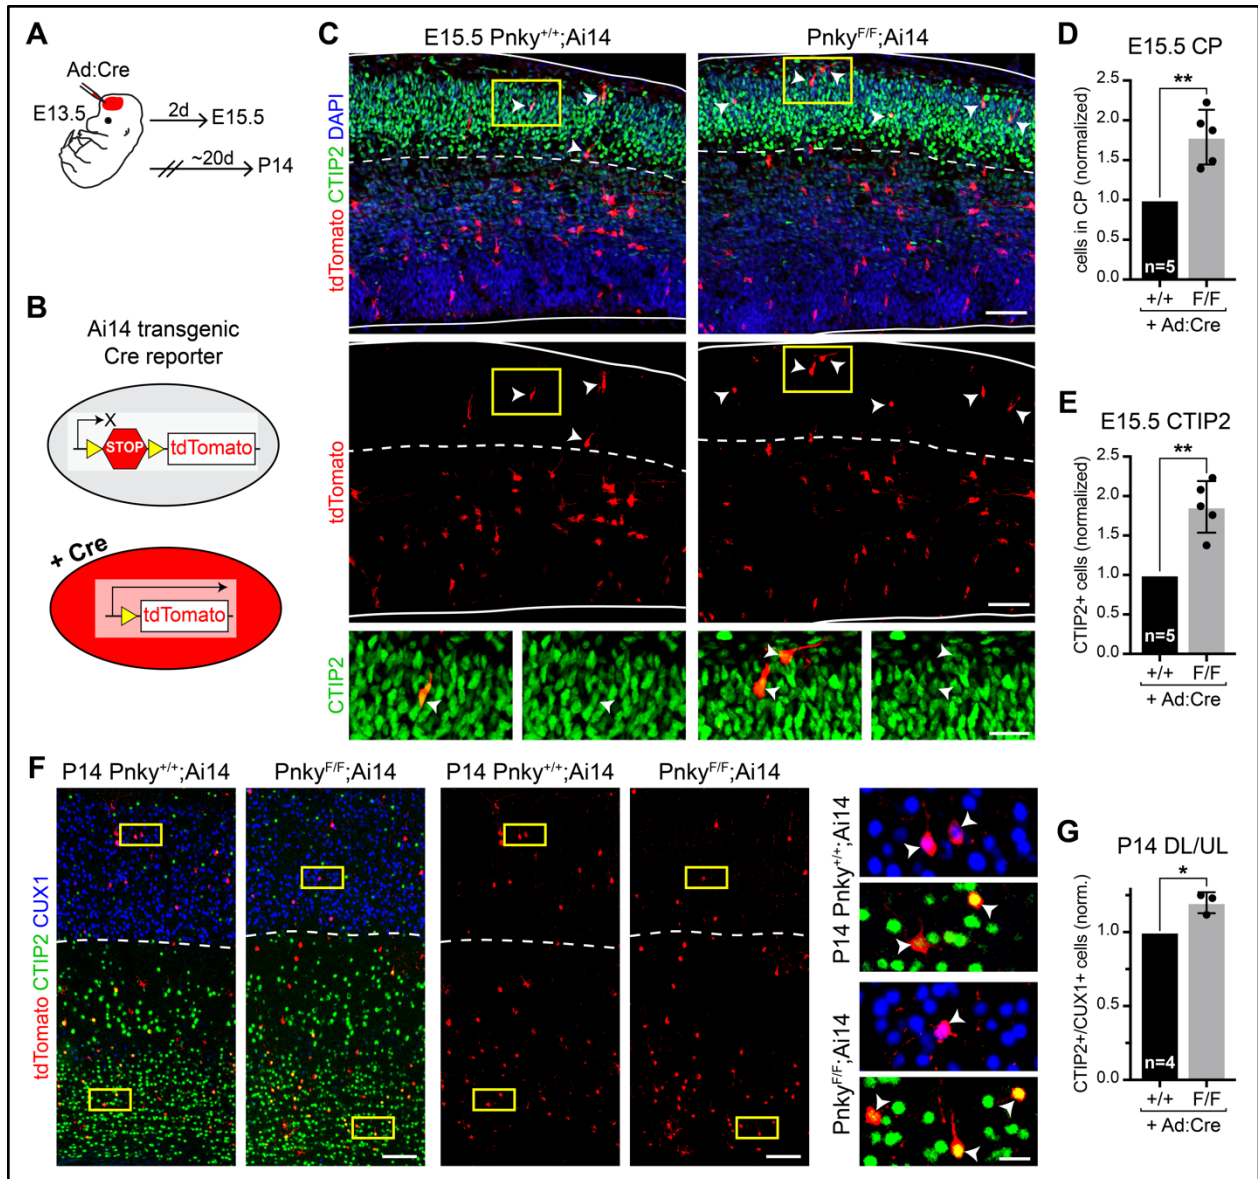 A
Ad:Cre
E13.5
2d
E15.5
~20d
P14
B
Ai14 transgenic
Cre reporter
X
STOP
tdTomato
+ Cre
tdTomato
C
E15.5 Pnky+/+;Ai14
PnkyF/F;Ai14
tdTomato CTIP2 DAPI
tdTomato
CTIP2
D
E15.5 CP
**
cells in CP (normalized)
2.5
2.0
1.5
1.0
0.5
0.0
n=5
+/+
F/F
+ Ad:Cre
E
E15.5 CTIP2
**
CTIP2+ cells (normalized)
2.5
2.0
1.5
1.0
0.5
0.0
n=5
+/+
F/F
+ Ad:Cre
F
P14 Pnky+/+;Ai14
PnkyF/F;Ai14
P14 Pnky+/+;Ai14
PnkyF/F;Ai14
tdTomato CTIP2 CUX1
P14 Pnky+/+;Ai14
PnkyF/F;Ai14
G
P14 DL/UL
*
CTIP2+/CUX1+ cells (norm.)
1.0
0.5
0.0
n=4
+/+
F/F
+ Ad:Cre